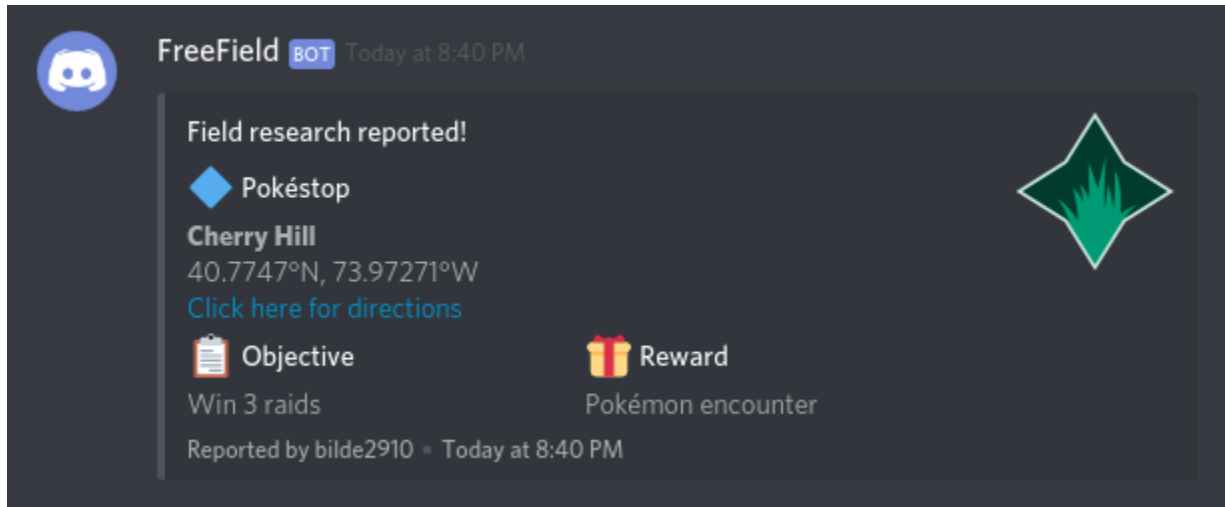 FreeField BOT Today at 8:40 PM
Field research reported!
Pokéstop
Cherry Hill
40.7747°N, 73.97271°W
Click here for directions
Objective
Reward
Win 3 raids
Pokémon encounter
Reported by bilde2910 ▪ Today at 8:40 PM